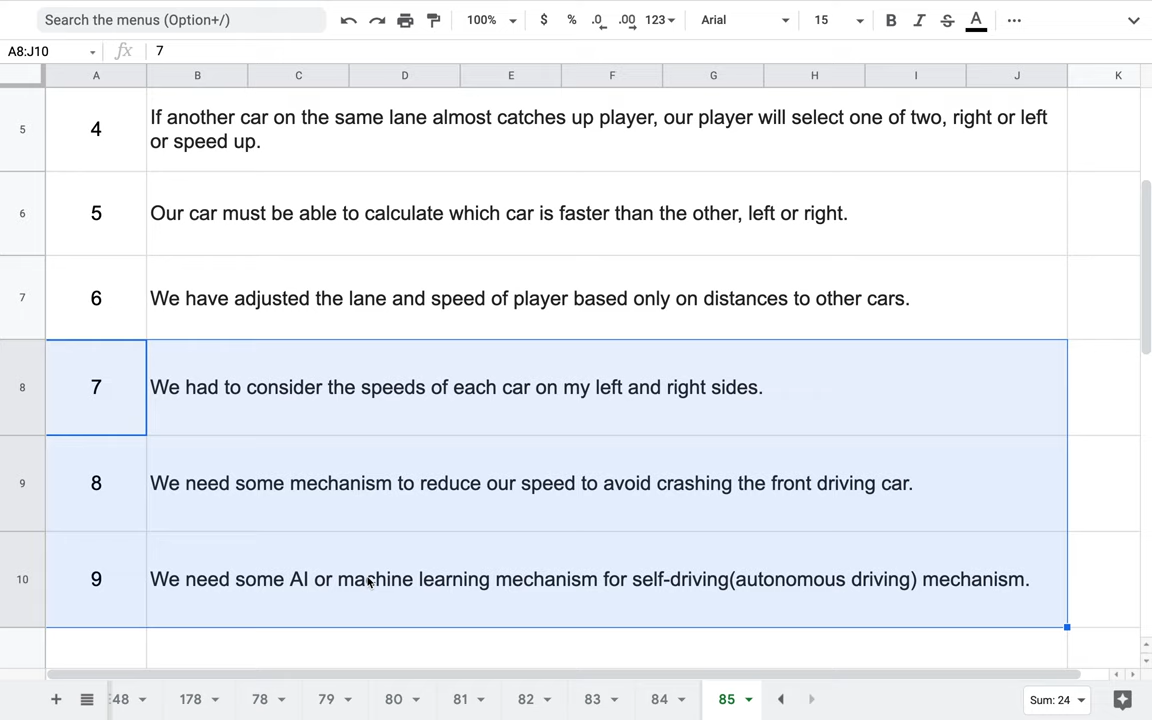 Search the menus (Option+/)
100%
$ % .0 .00 123
Arial
15
B I S A
A8:J10
fx
7
A B C D E F G H I J K
5
4
If another car on the same lane almost catches up player, our player will select one of two, right or left
or speed up.
6
5
Our car must be able to calculate which car is faster than the other, left or right.
7
6
We have adjusted the lane and speed of player based only on distances to other cars.
8
7
We had to consider the speeds of each car on my left and right sides.
9
8
We need some mechanism to reduce our speed to avoid crashing the front driving car.
10
9
We need some AI or machine learning mechanism for self-driving(autonomous driving) mechanism.
48 178 78 79 80 81 82 83 84 85
Sum: 24